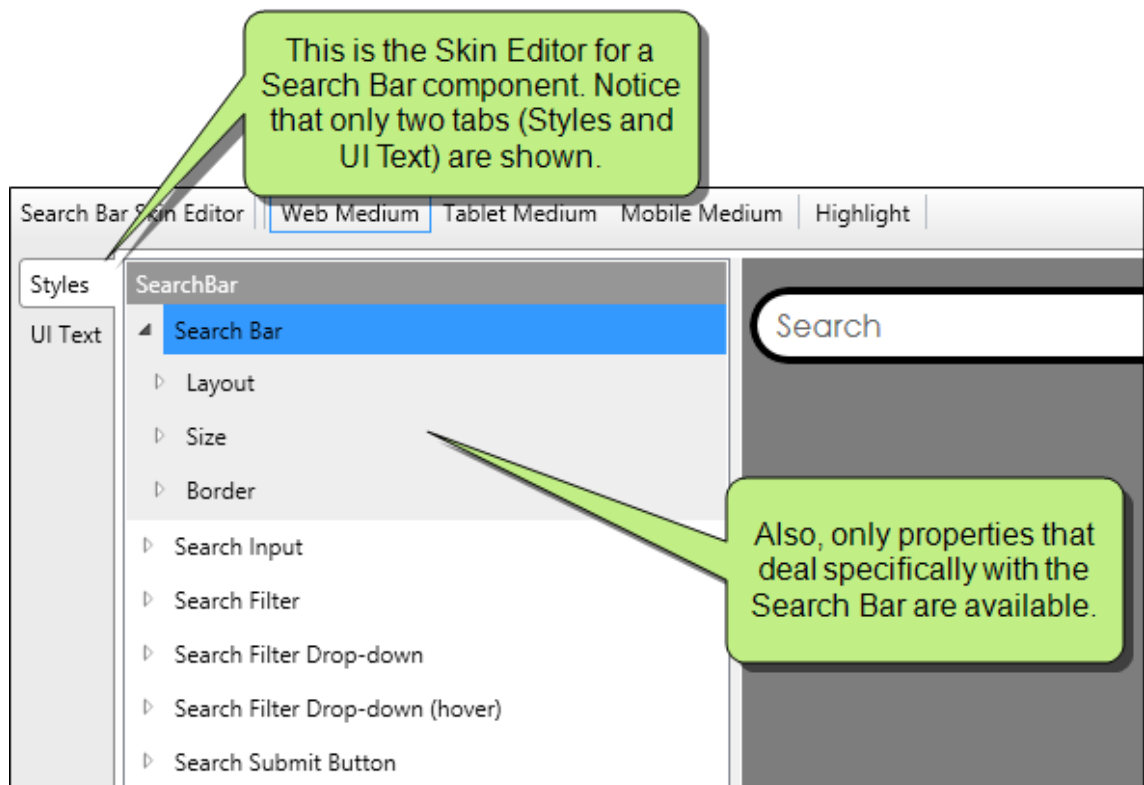 This is the Skin Editor for a
Search Bar component. Notice
that only two tabs (Styles and
UI Text) are shown.
Search Bar Skin Editor Web Medium Tablet Medium Mobile Medium Highlight
Styles
UI Text
SearchBar
Search Bar
Layout
Size
Border
Search Input
Search Filter
Search Filter Drop-down
Search Filter Drop-down (hover)
Search Submit Button
Search
Also, only properties that
deal specifically with the
Search Bar are available.